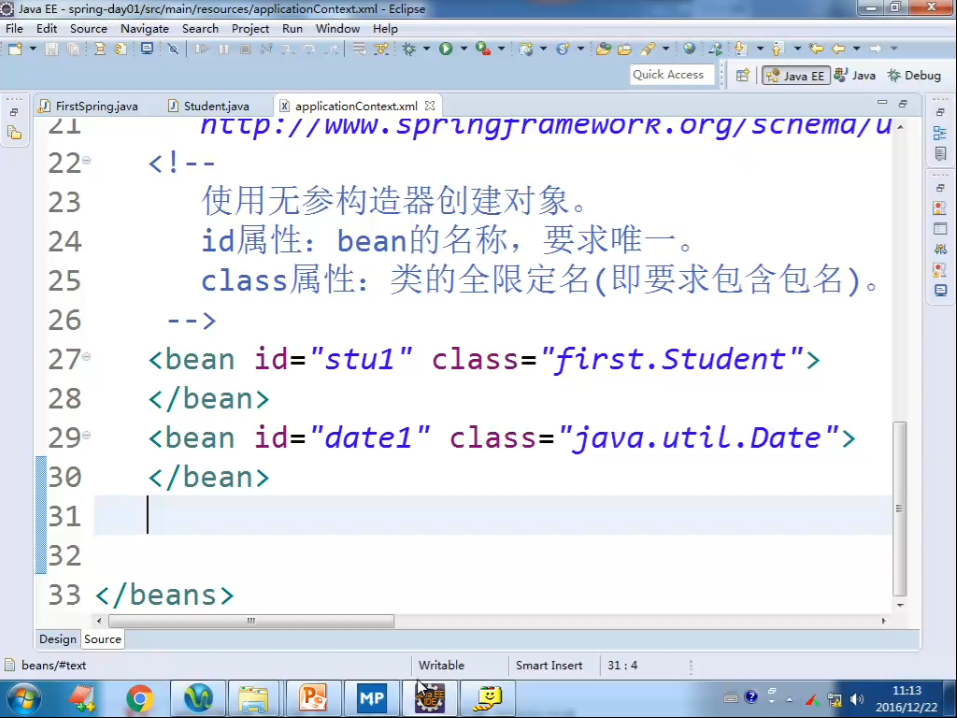 Java EE - spring-day01/src/main/resources/applicationContext.xml - Eclipse
File Edit Source Navigate Search Project Run Window Help
Quick Access
Java EE
Java
Debug
FirstSpring.java
Student.java
applicationContext.xml
21 http://www.springframework.org/schema/u
22 <!--
23 使用无参构造器创建对象。
24 id属性：bean的名称，要求唯一。
25 class属性：类的全限定名(即要求包含包名)。
26 -->
27 <bean id="stu1" class="first.Student">
28 </bean>
29 <bean id="date1" class="java.util.Date">
30 </bean>
31
32
33 </beans>
Design Source
beans/#text
Writable
Smart Insert
31 : 4
MP
11:13
2016/12/22